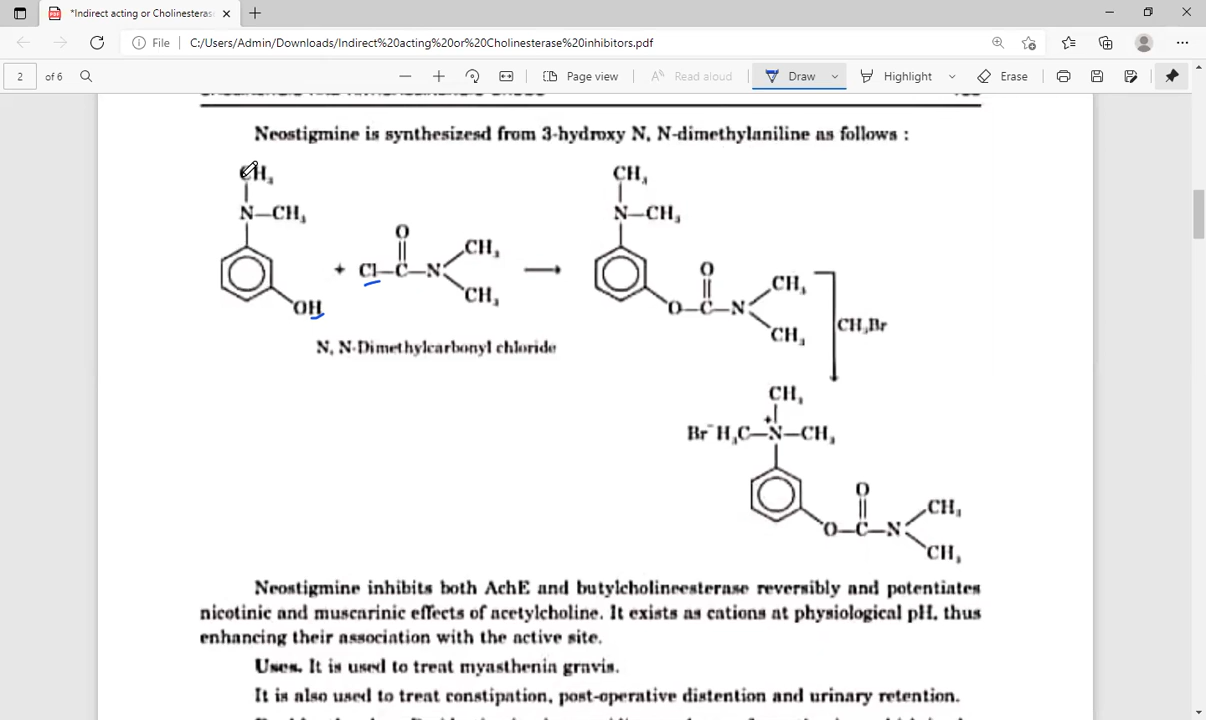 *Indirect acting or Cholinesteras
File C:/Users/Admin/Downloads/Indirect%20acting%20or%20Cholinesterase%20inhibitors.pdf
2 of 6 Page view Read aloud Draw Highlight Erase
Neostigmine is synthesizesd from 3-hydroxy N, N-dimethylaniline as follows :
CH₃ CH₃
N–CH₃ N–CH₃
O
CH₃
+ Cl–C–N O
CH₃ CH₃
OH O–C–N
CH₃
CH₃Br
N, N-Dimethylcarbonyl chloride
CH₃
+
Br⁻ H₃C–N–CH₃
O
CH₃
O–C–N
CH₃
Neostigmine inhibits both AchE and butylcholineesterase reversibly and potentiates
nicotinic and muscarinic effects of acetylcholine. It exists as cations at physiological pH, thus
enhancing their association with the active site.
Uses. It is used to treat myasthenia gravis.
It is also used to treat constipation, post-operative distention and urinary retention.